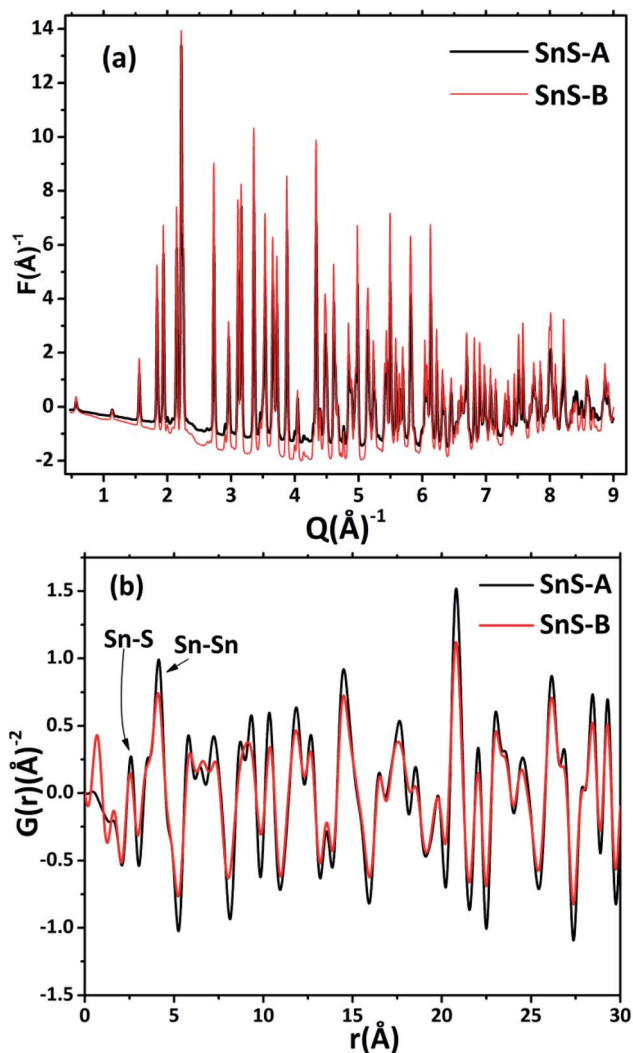 (a)
SnS-A
SnS-B
14
12
10
8
6
4
2
0
-2
F(Å)⁻¹
1 2 3 4 5 6 7 8 9
Q(Å)⁻¹
(b)
SnS-A
SnS-B
Sn-S
Sn-Sn
1.5
1.0
0.5
0.0
-0.5
-1.0
-1.5
G(r)(Å)⁻²
0 5 10 15 20 25 30
r(Å)